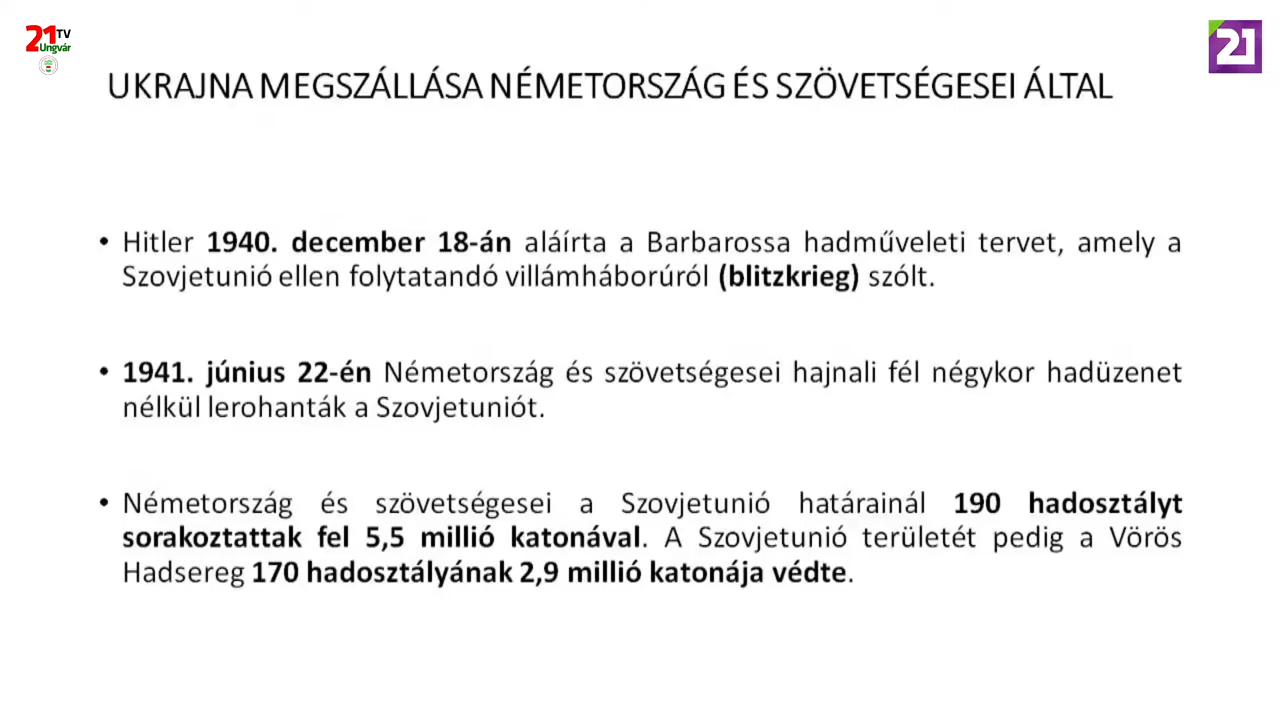 21 TV
Ungvár
21
UKRAJNA MEGSZÁLLÁSA NÉMETORSZÁG ÉS SZÖVETSÉGESEI ÁLTAL
• Hitler 1940. december 18-án aláírta a Barbarossa hadműveleti tervet, amely a
Szovjetunió ellen folytatandó villámháborúról (blitzkrieg) szólt.
• 1941. június 22-én Németország és szövetségesei hajnali fél négykor hadüzenet
nélkül lerohanták a Szovjetuniót.
• Németország és szövetségesei a Szovjetunió határainál 190 hadosztályt
sorakoztattak fel 5,5 millió katonával. A Szovjetunió területét pedig a Vörös
Hadsereg 170 hadosztályának 2,9 millió katonája védte.